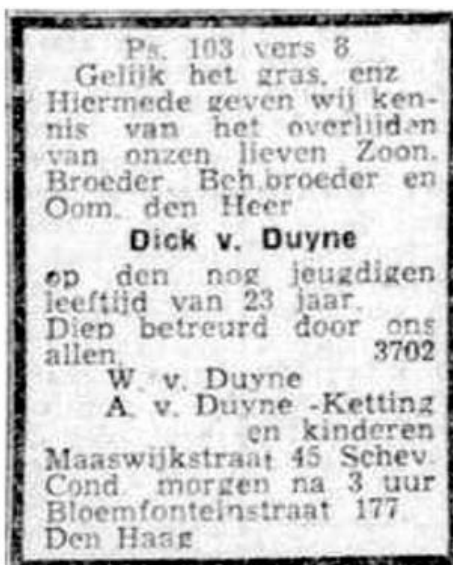 Ps. 103 vers 8
Gelijk het gras, enz
Hiermede geven wij ken-
nis van het overlijden
van onzen lieven Zoon,
Broeder, Beh.broeder en
Oom, den Heer
Dick v. Duyne
op den nog jeugdigen
leeftijd van 23 jaar.
Diep betreurd door ons
allen. 3702
W. v. Duyne
A. v. Duyne -Ketting
en kinderen
Maaswijkstraat 45 Schev.
Cond. morgen na 3 uur
Bloemfonteinstraat 177
Den Haag